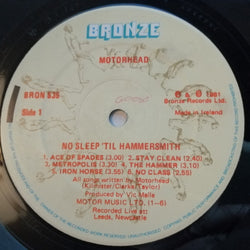 BRONZE
MOTORHEAD
BRON 535
Side 1
℗ & © 1981
Bronze Records Ltd.
Made in Ireland
NO SLEEP 'TIL HAMMERSMITH
1. ACE OF SPADES (3.00) 2. STAY CLEAN (2.40)
3. METROPOLIS (3.30) 4. THE HAMMER (3.10)
5. IRON HORSE (3.55) 6. NO CLASS (2.55)
All songs written by Motorhead
(Kilmister/Clarke/Taylor)
Produced by Vic Maile
MOTOR MUSIC LTD. (1-6)
Recorded Live at:
Leeds, Newcastle